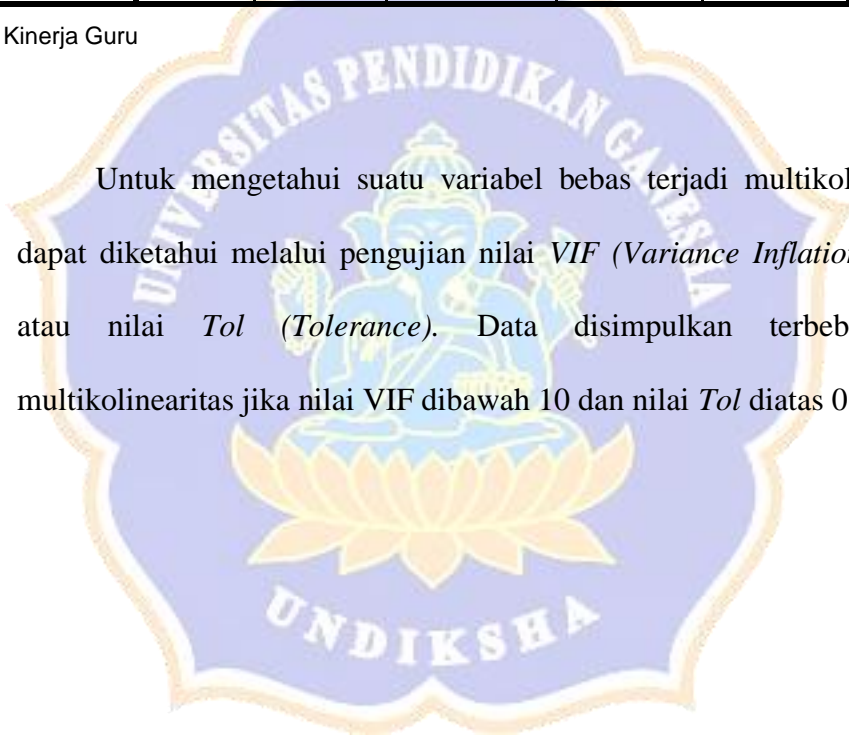 Kinerja Guru
UNIVERSITAS PENDIDIKAN GANESHA
Untuk mengetahui suatu variabel bebas terjadi multikol
dapat diketahui melalui pengujian nilai VIF (Variance Inflation
atau nilai Tol (Tolerance). Data disimpulkan terbeb
multikolinearitas jika nilai VIF dibawah 10 dan nilai Tol diatas 0
UNDIKSHA